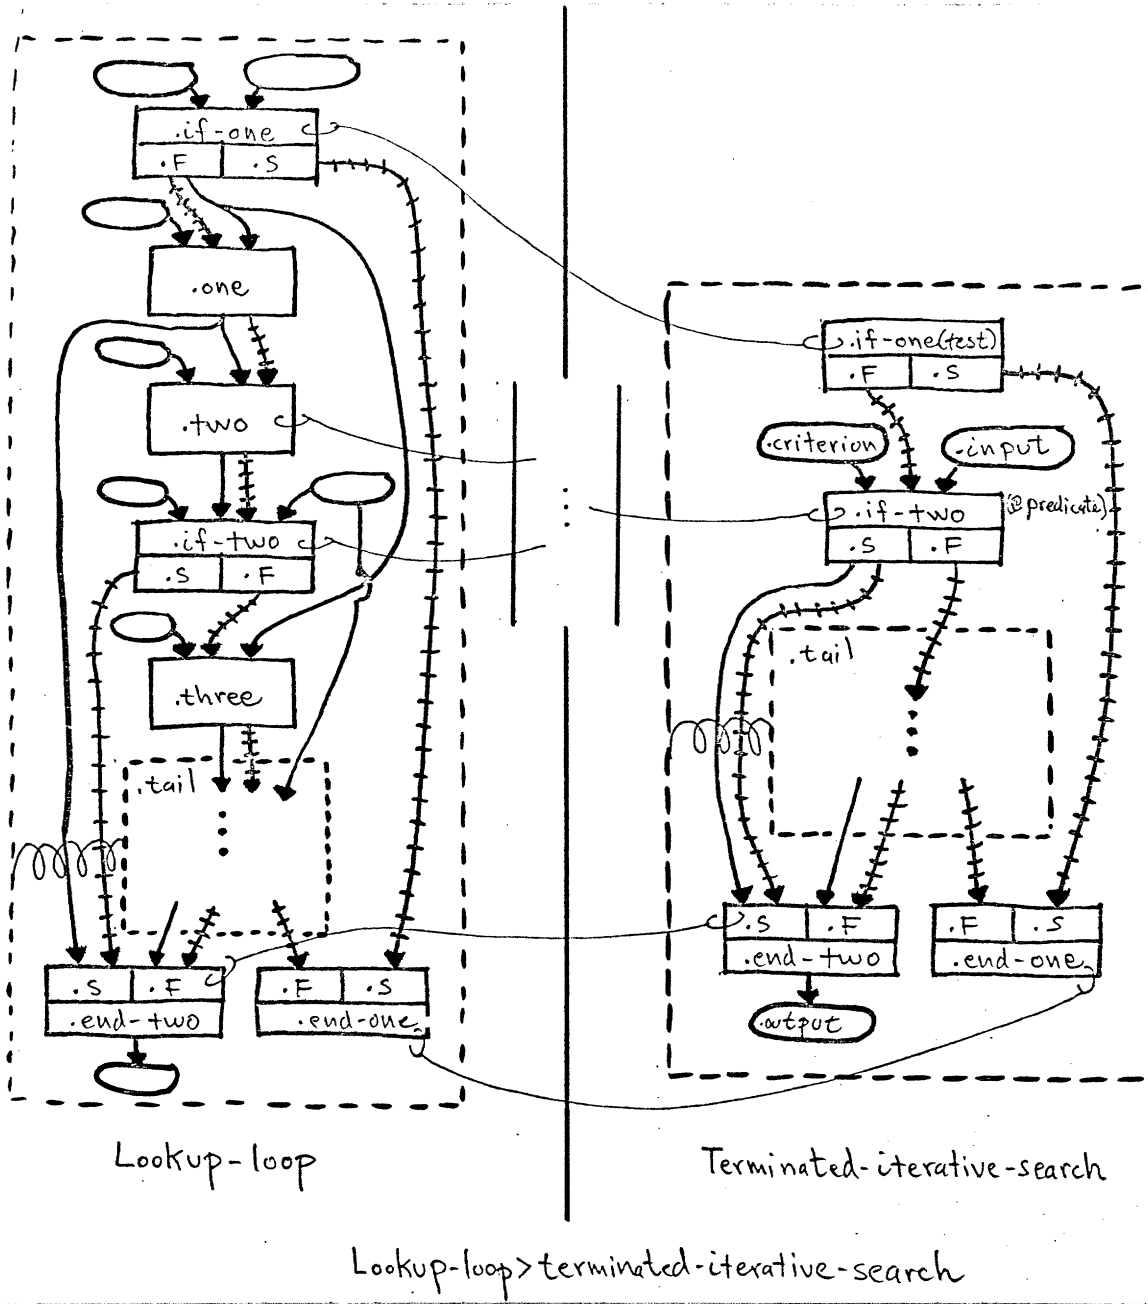 .if-one
.F .S
.one
.two
.if-two
.S .F
.three
.tail
.S .F
.end-two
.F .S
.end-one
Lookup-loop
.if-one(test)
.F .S
.criterion
.input
.if-two
(@predicate)
.S .F
.tail
.S .F
.end-two
.F .S
.end-one
.output
Terminated-iterative-search
Lookup-loop>terminated-iterative-search